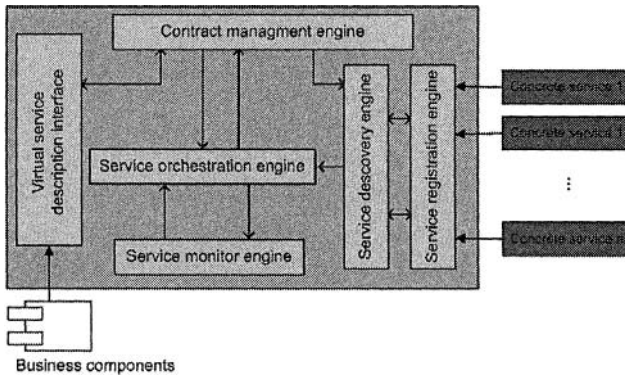 Contract managment engine
Virtual service
description interface
Service orchestration engine
Service monitor engine
Service descovery engine
Service registration engine
Concrete service 1
Concrete service 1
...
Concrete service n
Business components